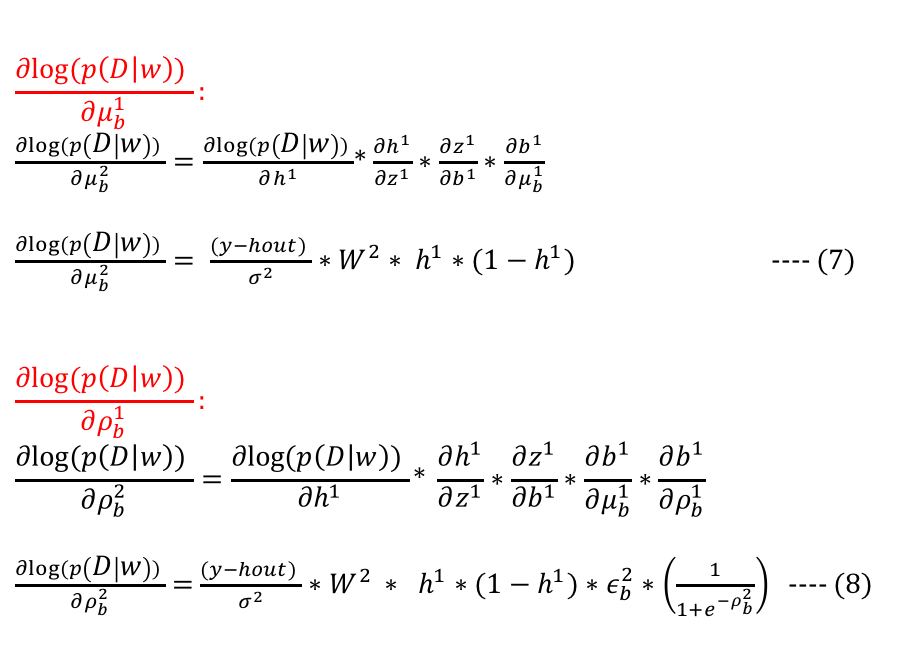 ∂log(p(D|w))/∂μ_b^1 :
∂log(p(D|w))/∂μ_b^2 = ∂log(p(D|w))/∂h^1 * ∂h^1/∂z^1 * ∂z^1/∂b^1 * ∂b^1/∂μ_b^1
∂log(p(D|w))/∂μ_b^2 = (y−hout)/σ^2 * W^2 * h^1 * (1 − h^1) ---- (7)
∂log(p(D|w))/∂ρ_b^1 :
∂log(p(D|w))/∂ρ_b^2 = ∂log(p(D|w))/∂h^1 * ∂h^1/∂z^1 * ∂z^1/∂b^1 * ∂b^1/∂μ_b^1 * ∂b^1/∂ρ_b^1
∂log(p(D|w))/∂ρ_b^2 = (y−hout)/σ^2 * W^2 * h^1 * (1 − h^1) * ϵ_b^2 * (1/(1+e^(−ρ_b^2))) ---- (8)